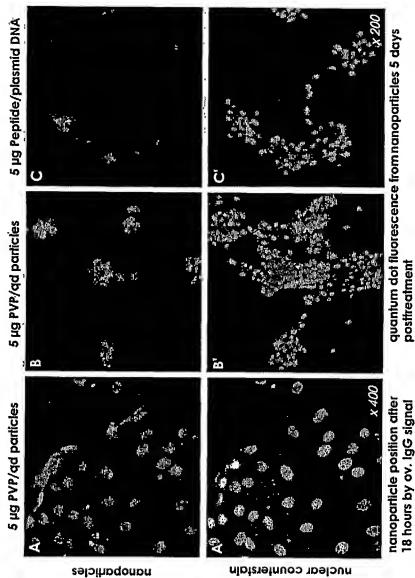 5 µg PVP/qd particles
5 µg PVP/qd particles
5 µg Peptide/plasmid DNA
nanoparticles
A
B
C
nuclear counterstain
A'
B'
C'
x 400
x 200
nanoparticle position after
18 hours by ov. IgG signal
quantum dot fluorescence from nanoparticles 5 days
posttreatment